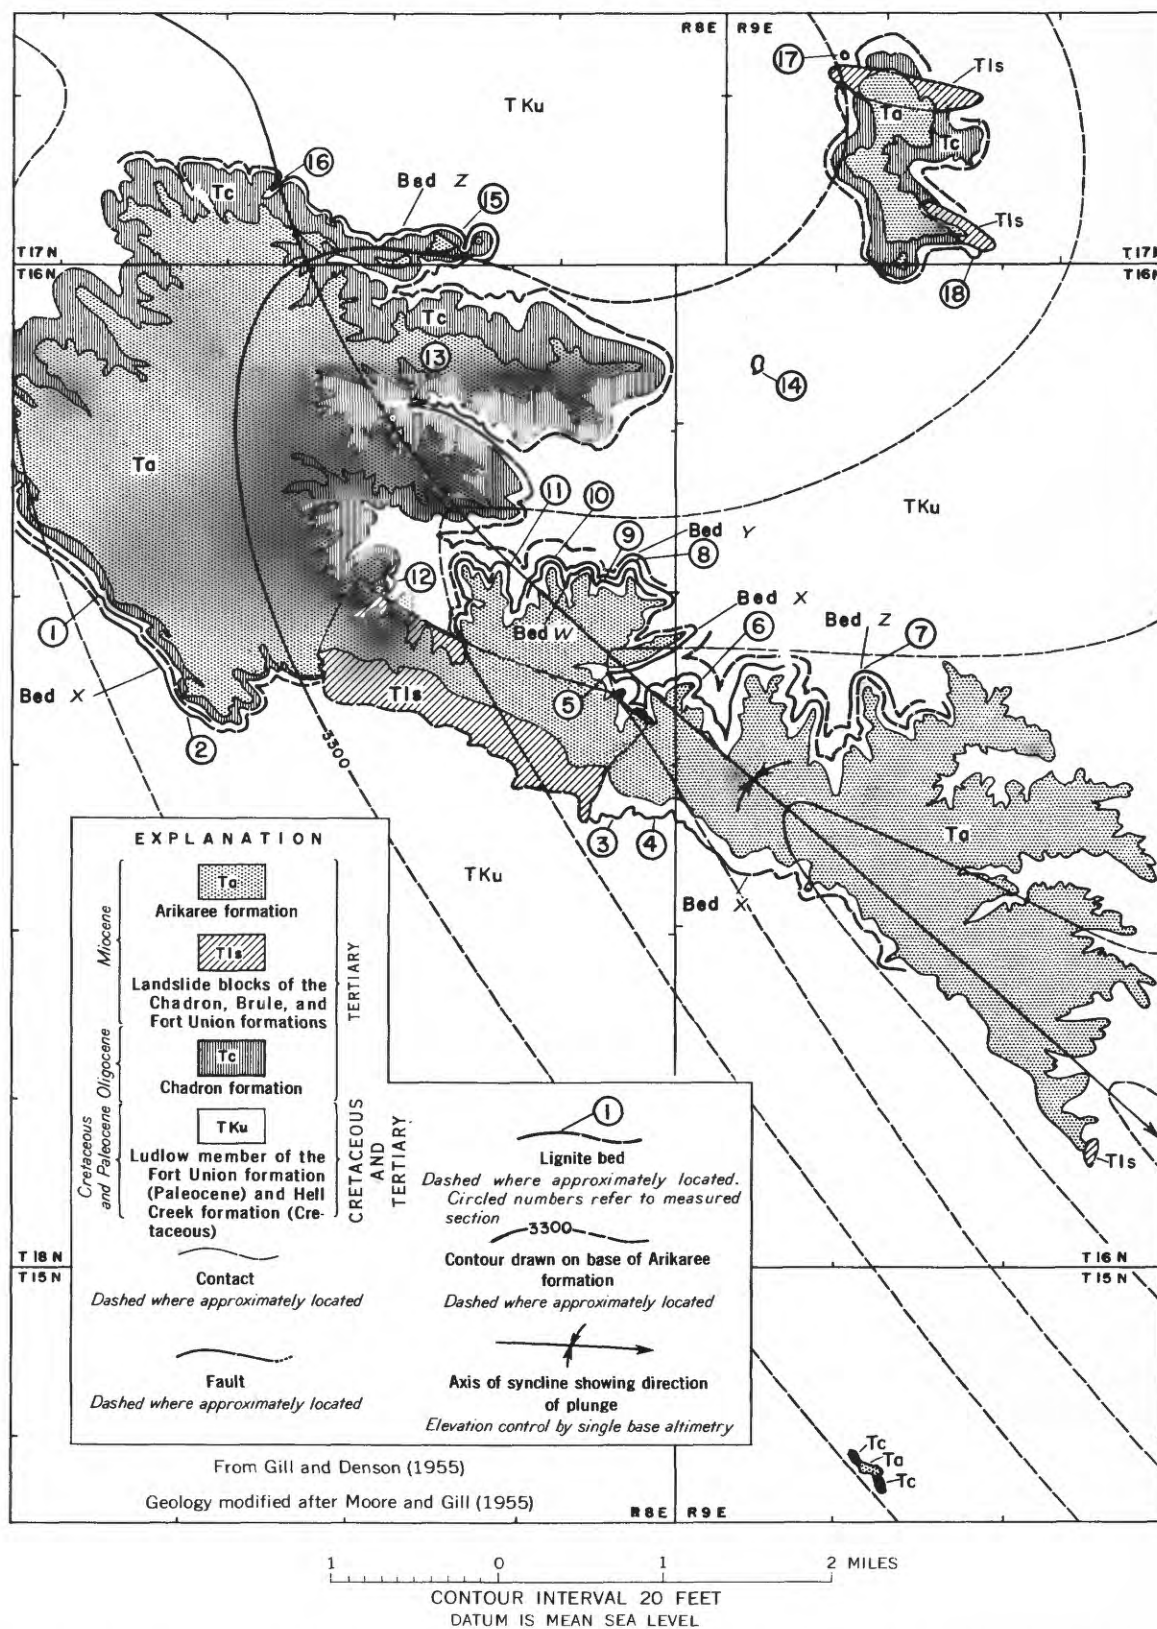 R8E R9E
17
Tls
TKu
Ta
16
Tc
Tc
Bed Z
15
Tls
T17N
T17N
T16N
T16N
18
Tc
13
14
Ta
11
10
TKu
9
Bed Y
8
12
Bed X
1
Bed W
6
Bed Z
7
Bed X
Tls
5
2
3300
EXPLANATION
3
4
Ta
TKu
Bed X
Miocene
Ta
Arikaree formation
Tls
Landslide blocks of the
Chadron, Brule, and
Fort Union formations
TERTIARY
Oligocene
Tc
Chadron formation
Cretaceous
and Paleocene
TKu
Ludlow member of the
Fort Union formation
(Paleocene) and Hell
Creek formation (Cre-
taceous)
CRETACEOUS
AND
TERTIARY
1
Lignite bed
Dashed where approximately located.
Circled numbers refer to measured
section
3300
Contour drawn on base of Arikaree
formation
Dashed where approximately located
Tls
T18N
T16N
T15N
T15N
Contact
Dashed where approximately located
Fault
Dashed where approximately located
Axis of syncline showing direction
of plunge
Elevation control by single base altimetry
Tc
Ta
Tc
From Gill and Denson (1955)
Geology modified after Moore and Gill (1955)
R8E R9E
1 0 1 2 MILES
CONTOUR INTERVAL 20 FEET
DATUM IS MEAN SEA LEVEL